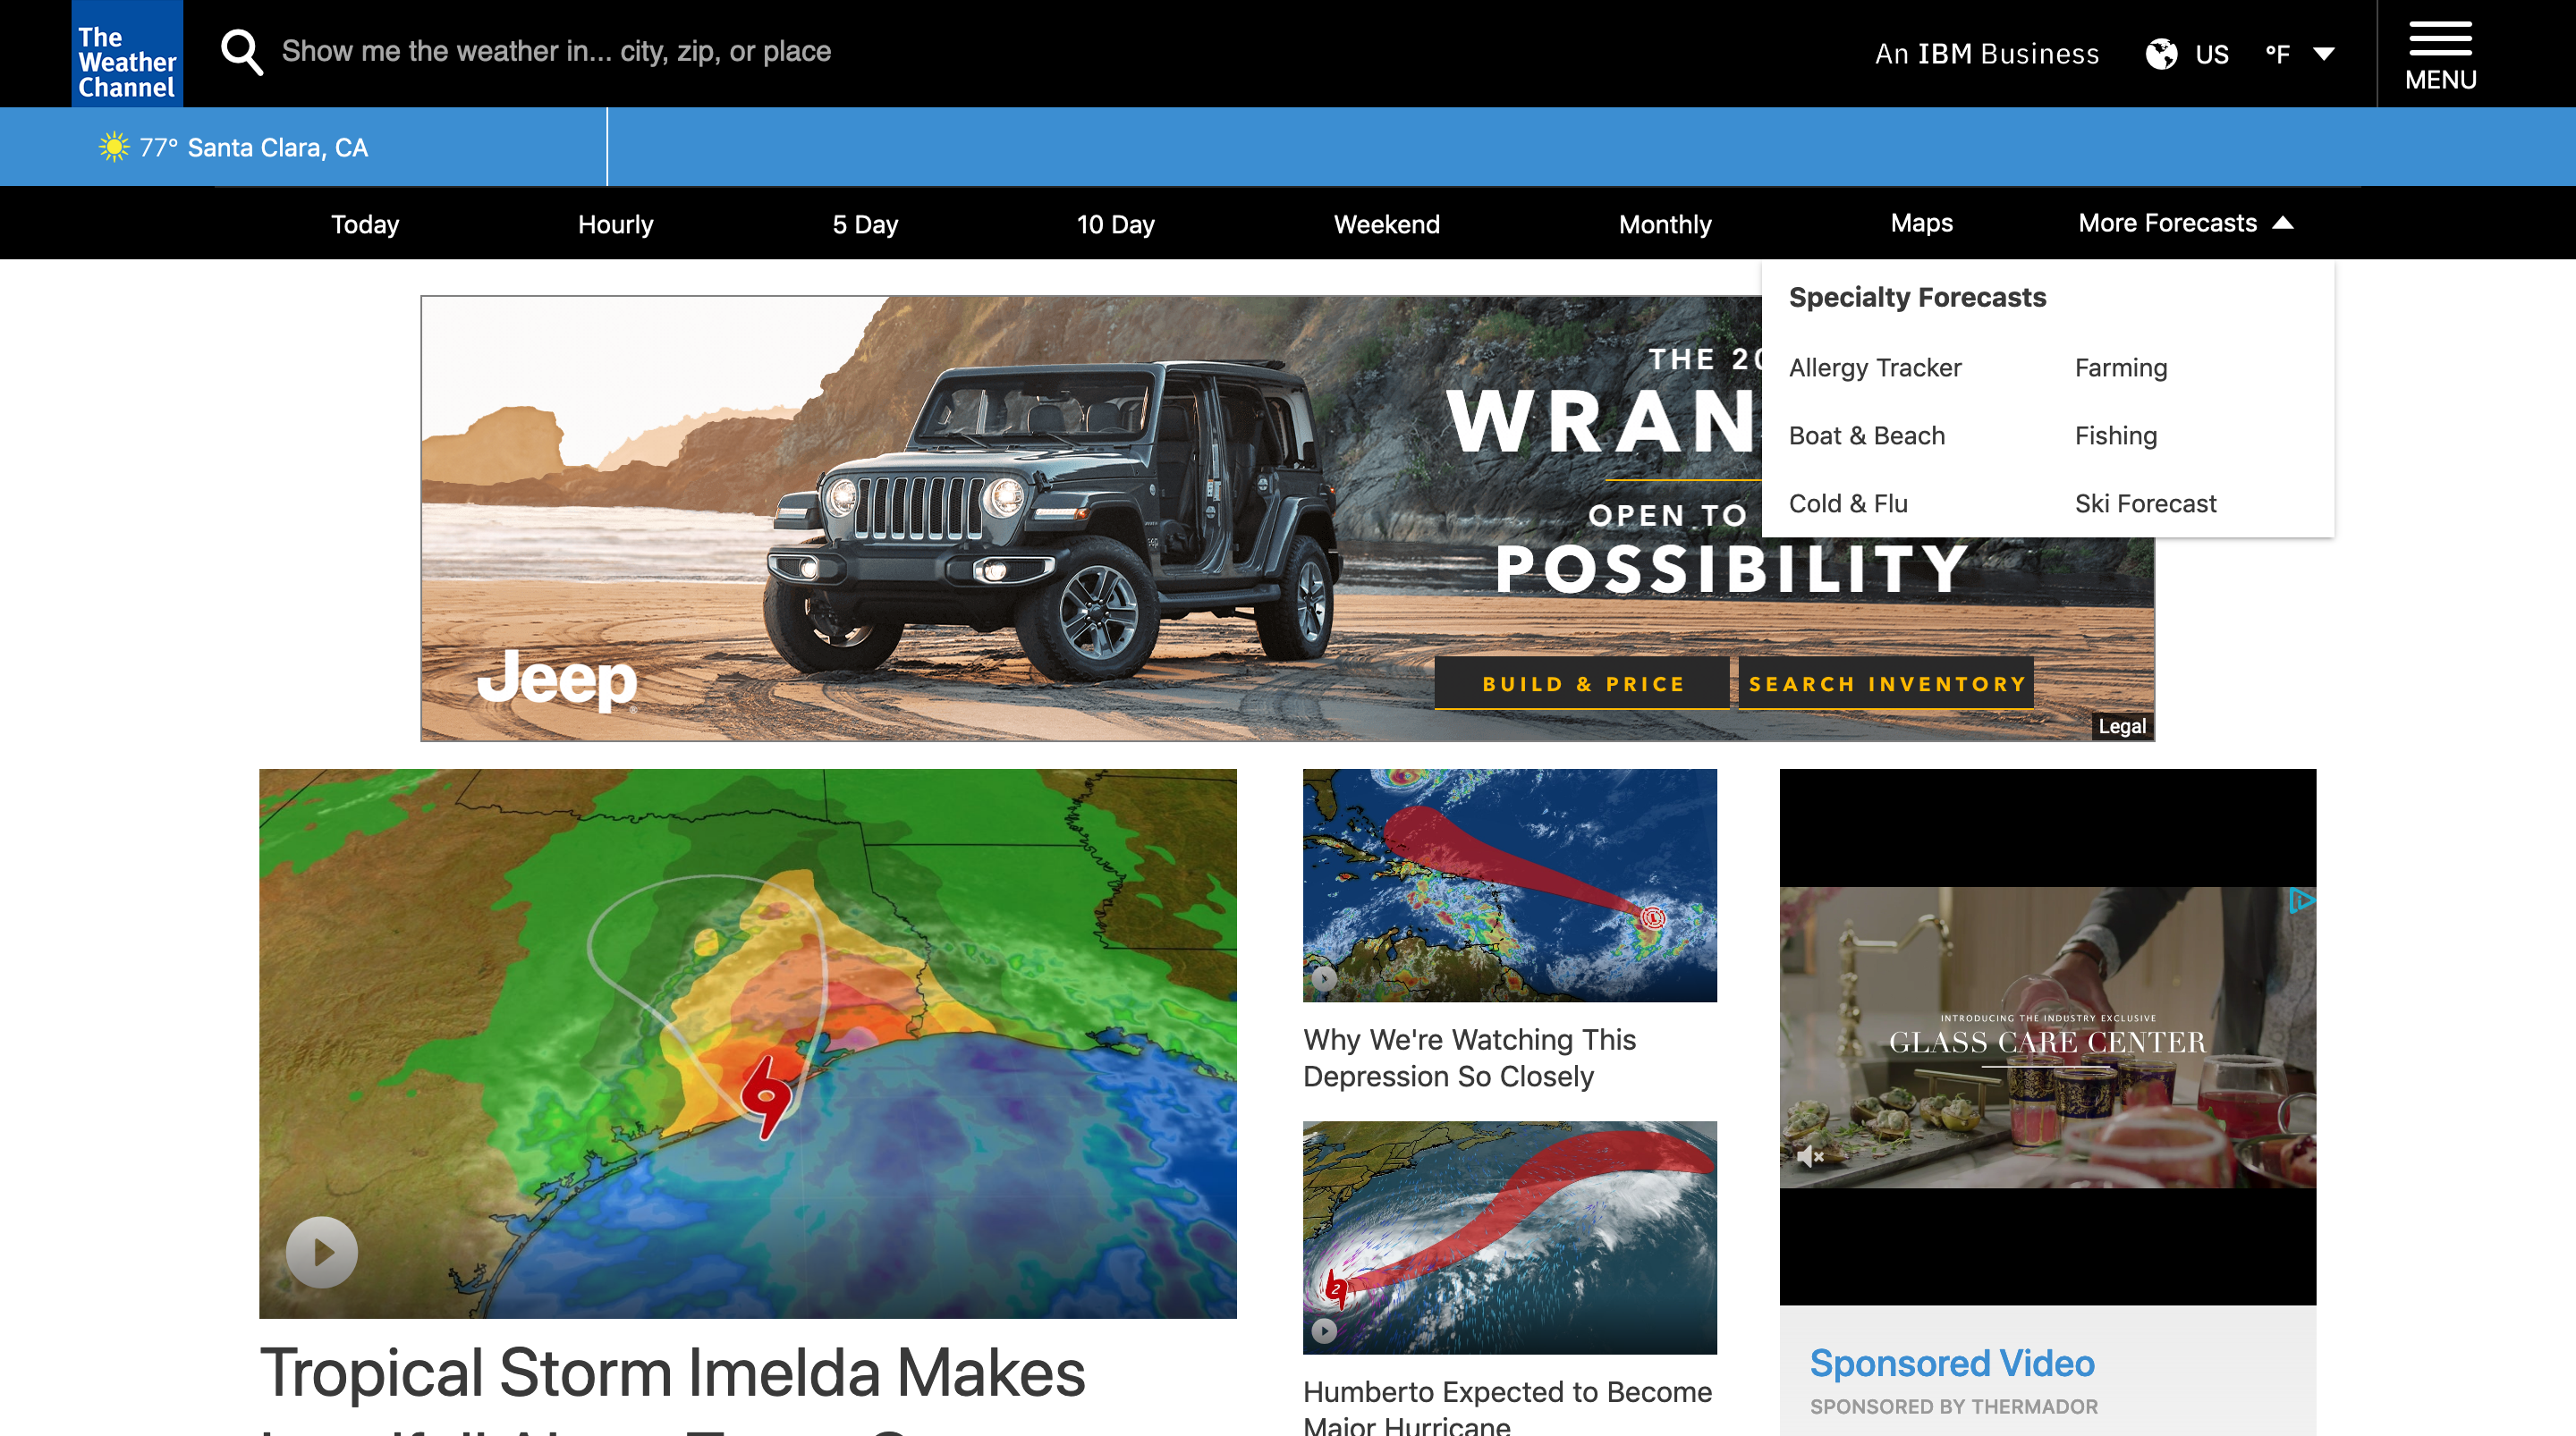 The
Weather
Channel
Show me the weather in... city, zip, or place
An IBM Business
US
°F
MENU
77° Santa Clara, CA
Today
Hourly
5 Day
10 Day
Weekend
Monthly
Maps
More Forecasts
Specialty Forecasts
Allergy Tracker
Farming
Boat & Beach
Fishing
Cold & Flu
Ski Forecast
THE 20
WRAN
OPEN TO
POSSIBILITY
Jeep
BUILD & PRICE
SEARCH INVENTORY
Legal
Why We're Watching This
Depression So Closely
2
Humberto Expected to Become
Major Hurricane
Tropical Storm Imelda Makes
INTRODUCING THE INDUSTRY EXCLUSIVE
GLASS CARE CENTER
Sponsored Video
SPONSORED BY THERMADOR